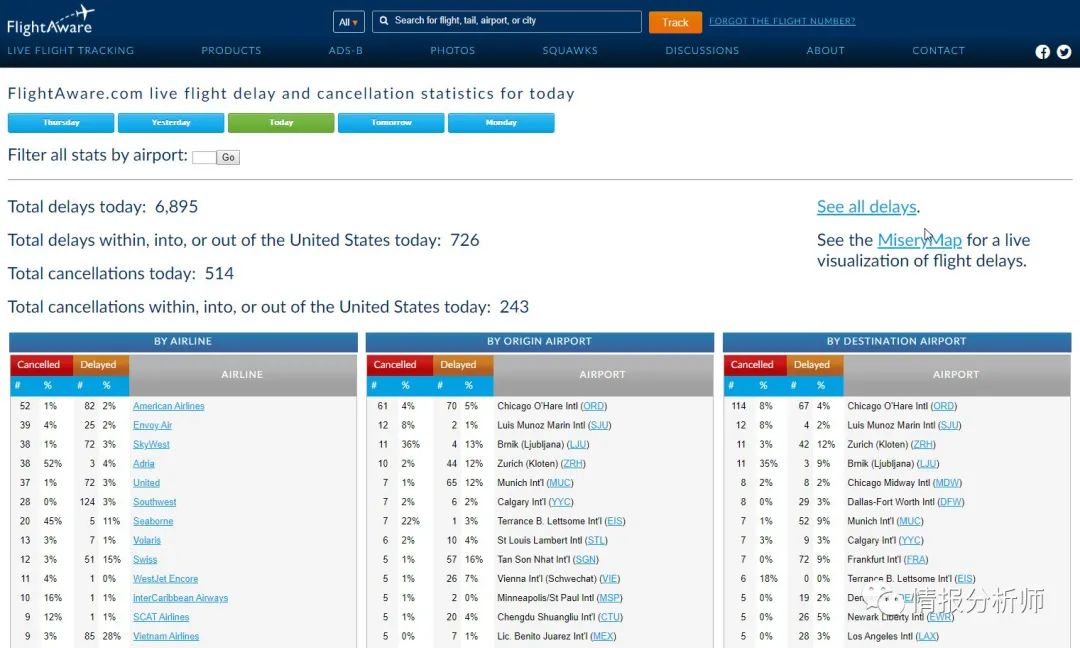 FlightAware
All ▾ Search for flight, tail, airport, or city Track FORGOT THE FLIGHT NUMBER?
LIVE FLIGHT TRACKING PRODUCTS ADS-B PHOTOS SQUAWKS DISCUSSIONS ABOUT CONTACT
FlightAware.com live flight delay and cancellation statistics for today
Thursday Yesterday Today Tomorrow Monday
Filter all stats by airport: Go
Total delays today: 6,895
Total delays within, into, or out of the United States today: 726
Total cancellations today: 514
Total cancellations within, into, or out of the United States today: 243
See all delays.
See the MiseryMap for a live
visualization of flight delays.
BY AIRLINE
Cancelled Delayed AIRLINE
# % # %
52 1% 82 2% American Airlines
39 4% 25 2% Envoy Air
38 1% 72 3% SkyWest
38 52% 3 4% Adria
37 1% 72 3% United
28 0% 124 3% Southwest
20 45% 5 11% Seaborne
13 3% 7 1% Volaris
12 3% 51 15% Swiss
11 4% 1 0% WestJet Encore
10 16% 1 1% interCaribbean Airways
9 12% 1 1% SCAT Airlines
9 3% 85 28% Vietnam Airlines
BY ORIGIN AIRPORT
Cancelled Delayed AIRPORT
# % # %
61 4% 70 5% Chicago O'Hare Intl (ORD)
12 8% 2 1% Luis Munoz Marin Intl (SJU)
11 36% 4 13% Brnik (Ljubljana) (LJU)
10 2% 44 12% Zurich (Kloten) (ZRH)
7 1% 65 12% Munich Int'l (MUC)
7 2% 6 2% Calgary Int'l (YYC)
7 22% 1 3% Terrance B. Lettsome Int'l (EIS)
6 2% 10 4% St Louis Lambert Intl (STL)
5 1% 57 16% Tan Son Nhat Int'l (SGN)
5 1% 26 7% Vienna Int'l (Schwechat) (VIE)
5 1% 2 0% Minneapolis/St Paul Intl (MSP)
5 1% 20 4% Chengdu Shuangliu Int'l (CTU)
5 0% 7 1% Lic. Benito Juarez Int'l (MEX)
BY DESTINATION AIRPORT
Cancelled Delayed AIRPORT
# % # %
114 8% 67 4% Chicago O'Hare Intl (ORD)
12 8% 4 2% Luis Munoz Marin Intl (SJU)
11 3% 42 12% Zurich (Kloten) (ZRH)
11 35% 3 9% Brnik (Ljubljana) (LJU)
8 2% 8 2% Chicago Midway Intl (MDW)
8 0% 29 3% Dallas-Fort Worth Intl (DFW)
7 1% 52 9% Munich Int'l (MUC)
7 3% 9 3% Calgary Int'l (YYC)
7 0% 72 9% Frankfurt Int'l (FRA)
6 18% 0 0% Terrance B. Lettsome Int'l (EIS)
5 0% 19 2%
5 0% 26 5% Newark Liberty Intl (EWR)
5 0% 28 3% Los Angeles Intl (LAX)
情报分析师